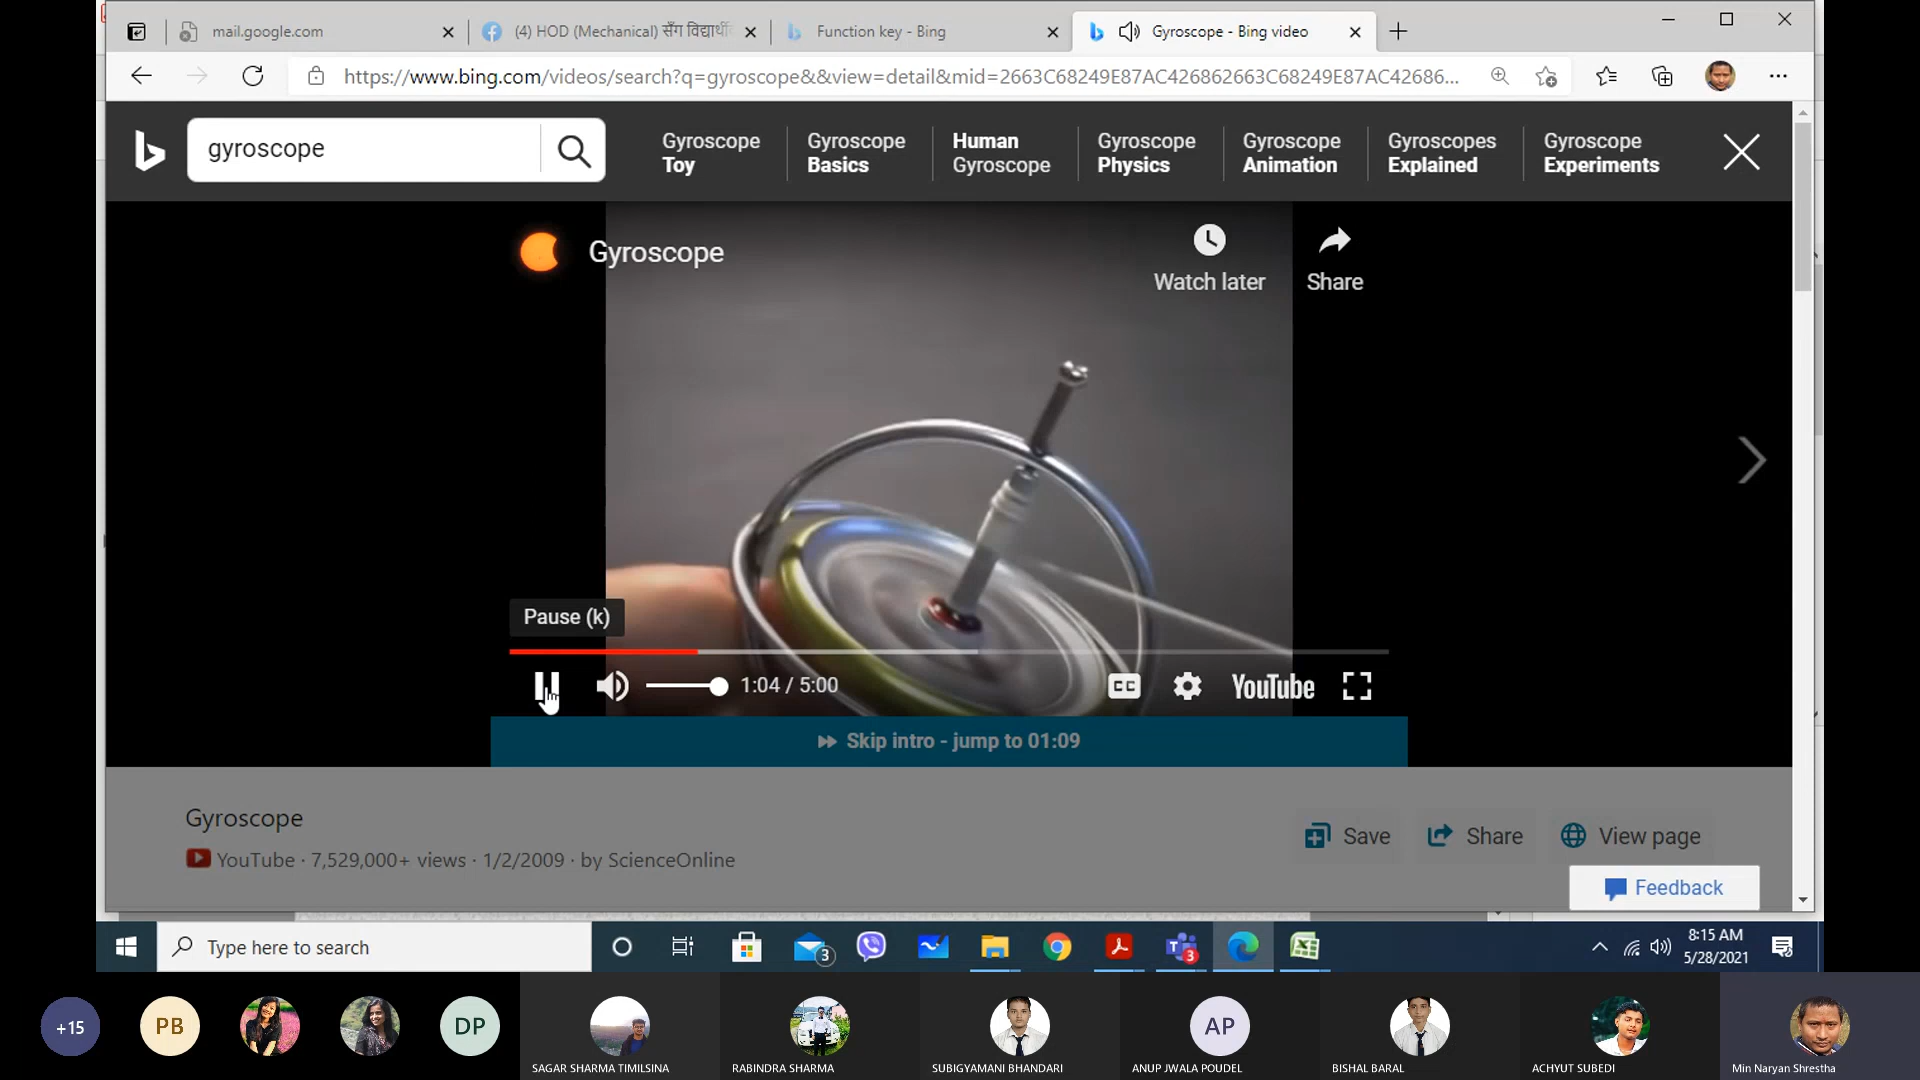 mail.google.com
(4) HOD (Mechanical) सँग विद्यार्थी
Function key - Bing
Gyroscope - Bing video
https://www.bing.com/videos/search?q=gyroscope&&view=detail&mid=2663C68249E87AC426862663C68249E87AC42686...
gyroscope
Gyroscope Toy
Gyroscope Basics
Human Gyroscope
Gyroscope Physics
Gyroscope Animation
Gyroscopes Explained
Gyroscope Experiments
Gyroscope
Watch later
Share
Pause (k)
1:04 / 5:00
CC
YouTube
Skip intro - jump to 01:09
Gyroscope
YouTube · 7,529,000+ views · 1/2/2009 · by ScienceOnline
Save
Share
View page
Feedback
Type here to search
3
3
8:15 AM
5/28/2021
+15
PB
DP
AP
SAGAR SHARMA TIMILSINA
RABINDRA SHARMA
SUBIGYAMANI BHANDARI
ANUP JWALA POUDEL
BISHAL BARAL
ACHYUT SUBEDI
Min Naryan Shrestha